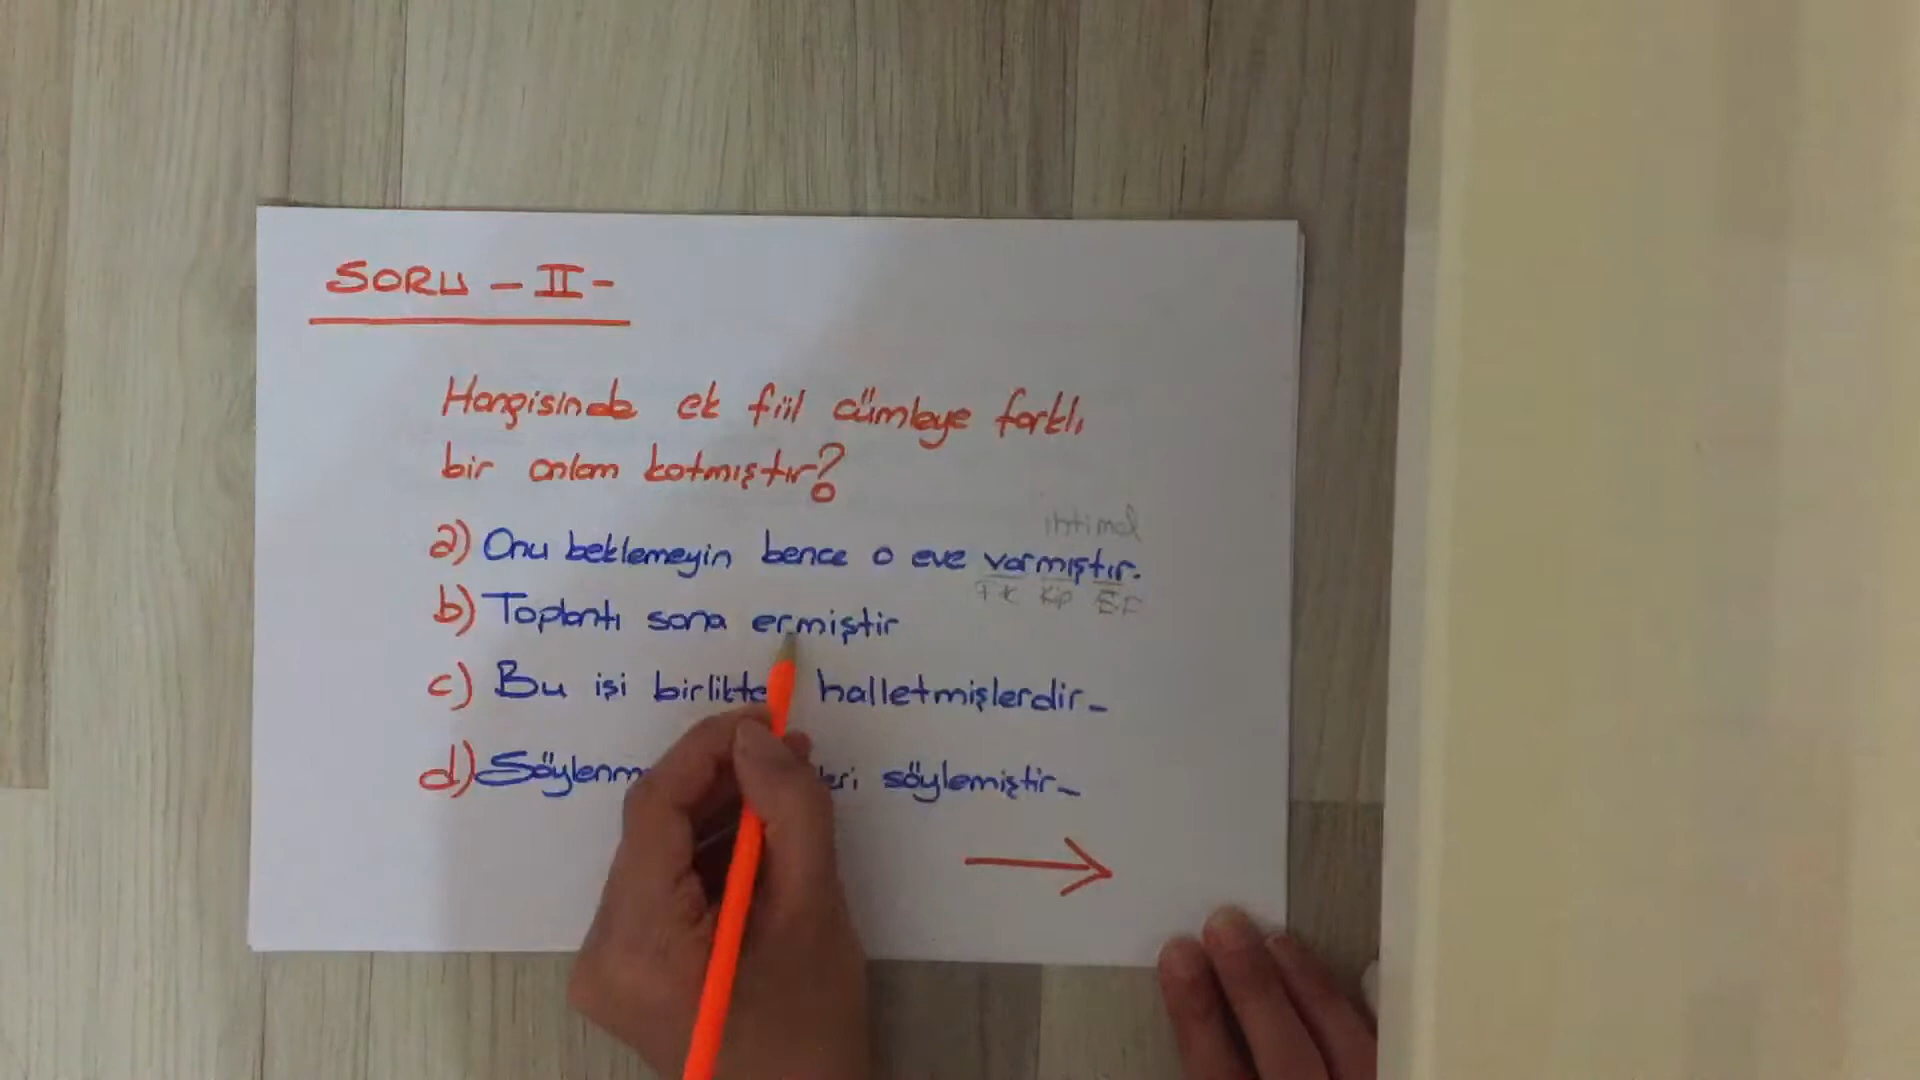 SORU - II -
Hangisinde ek fiil cümleye farklı
bir anlam katmıştır?
ihtimal
a) Onu beklemeyin bence o eve varmıştır.
F.K Kip E.F
b) Toplantı sona ermiştir
c) Bu işi birlikte halletmişlerdir.
d) söylemiştir.